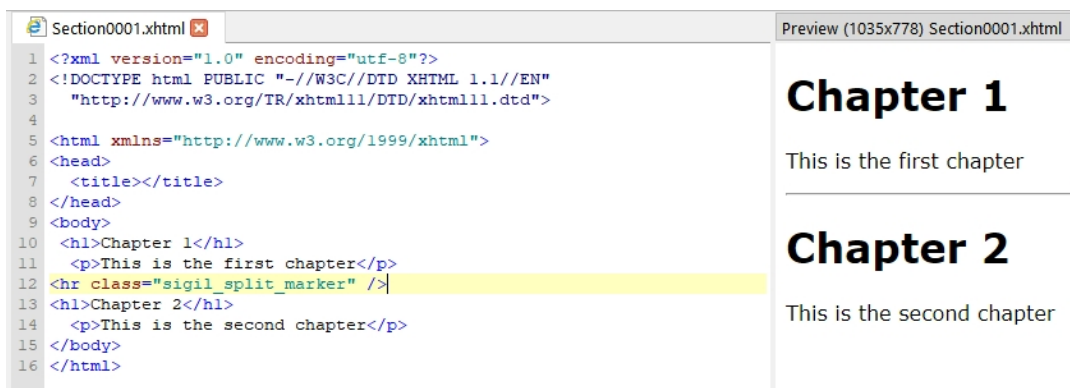 Section0001.xhtml
1 <?xml version="1.0" encoding="utf-8"?>
2 <!DOCTYPE html PUBLIC "-//W3C//DTD XHTML 1.1//EN"
3 "http://www.w3.org/TR/xhtml11/DTD/xhtml11.dtd">
4
5 <html xmlns="http://www.w3.org/1999/xhtml">
6 <head>
7 <title></title>
8 </head>
9 <body>
10 <h1>Chapter 1</h1>
11 <p>This is the first chapter</p>
12 <hr class="sigil_split_marker" />
13 <h1>Chapter 2</h1>
14 <p>This is the second chapter</p>
15 </body>
16 </html>
Preview (1035x778) Section0001.xhtml
Chapter 1
This is the first chapter
Chapter 2
This is the second chapter